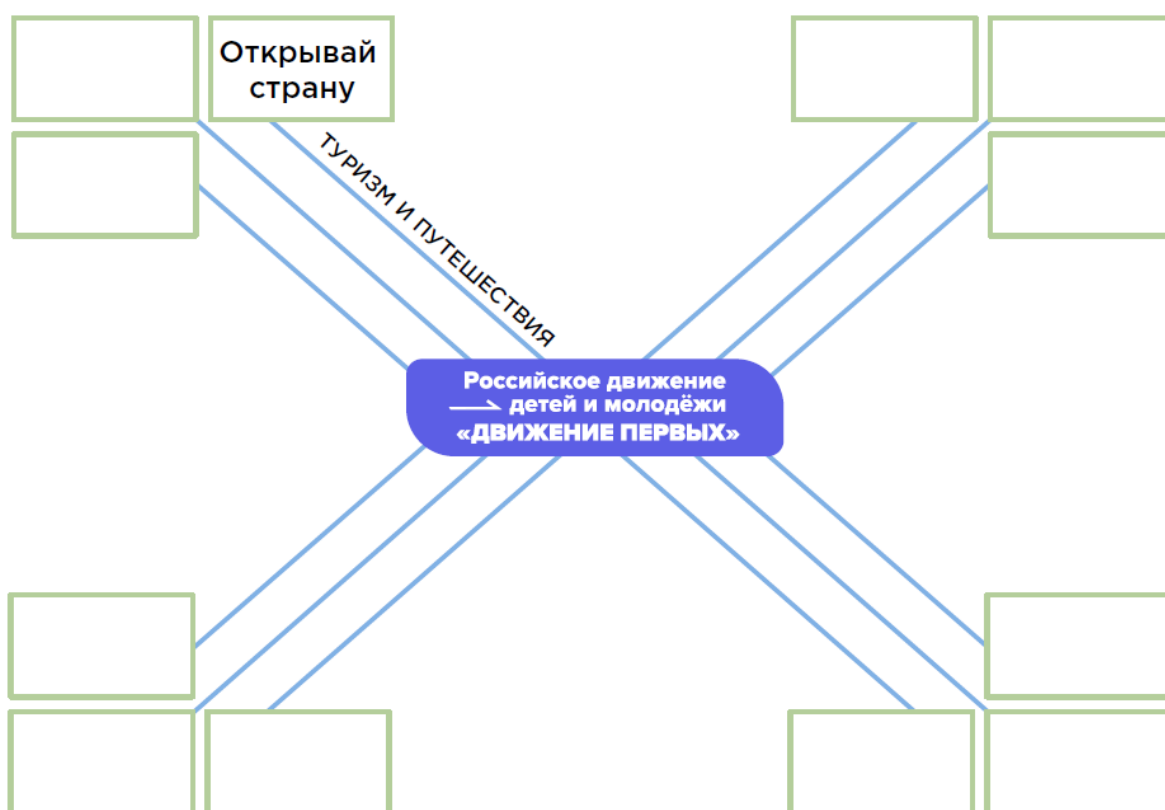 Открывай
страну
ТУРИЗМ И ПУТЕШЕСТВИЯ
Российское движение
детей и молодёжи
«ДВИЖЕНИЕ ПЕРВЫХ»